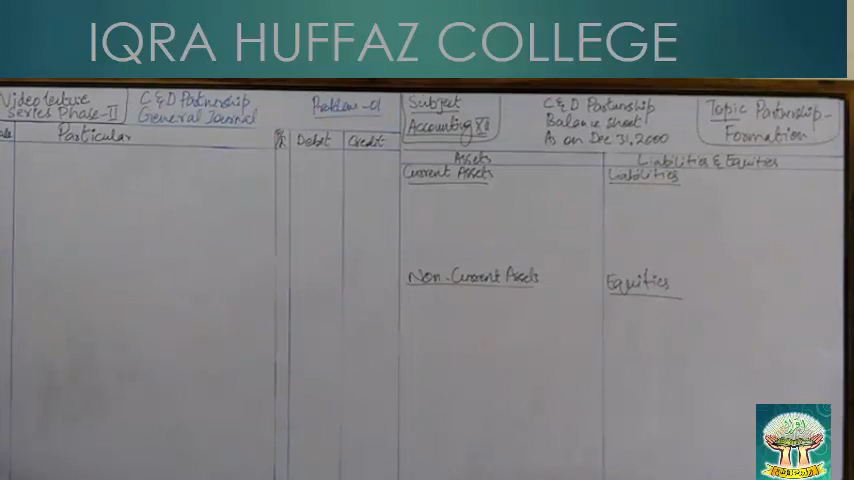 IQRA HUFFAZ COLLEGE
Video lecture
Series Phase-II
C & D Partnership
General Journal
Problem-01
Particular
Debit
Credit
Subject
Accounting XII
C & D Partnership
Balance Sheet
As on Dec 31, 2000
Topic Partnership-
Formation
Assets
Liabilities & Equities
Current Assets
Liabilities
Non-Current Assets
Equities